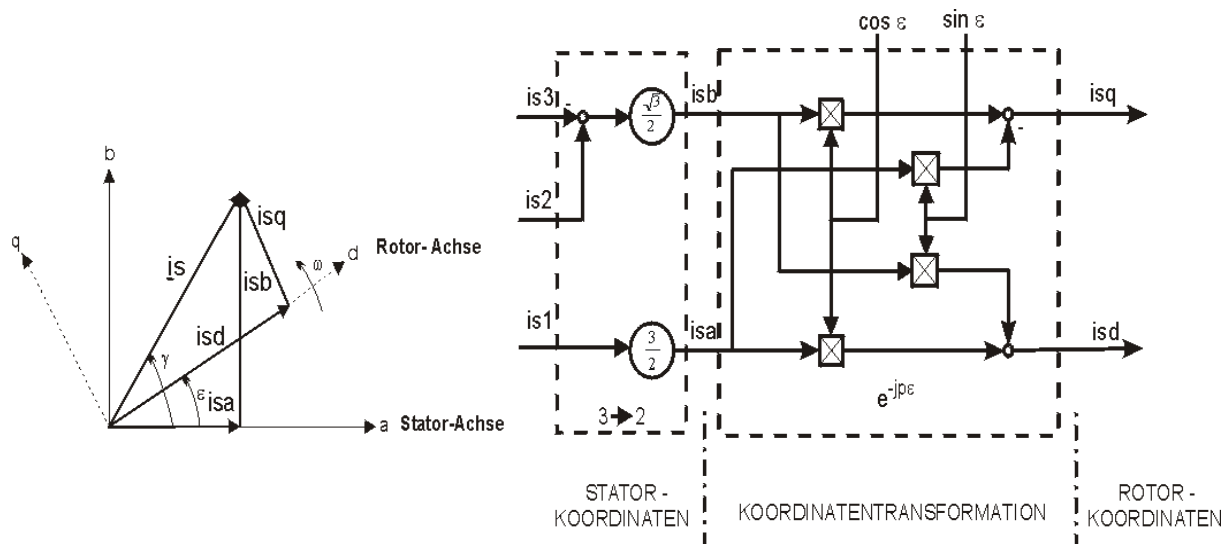 b
q
is
isq
isb
isd
d
ω
γ
ε
isa
a
Rotor- Achse
Stator-Achse
cos ε
sin ε
is3
-
√3
2
isb
isq
-
is2
is1
3
2
isa
isd
e-jpε
3 2
STATOR -
KOORDINATEN
KOORDINATENTRANSFORMATION
ROTOR -
KOORDINATEN